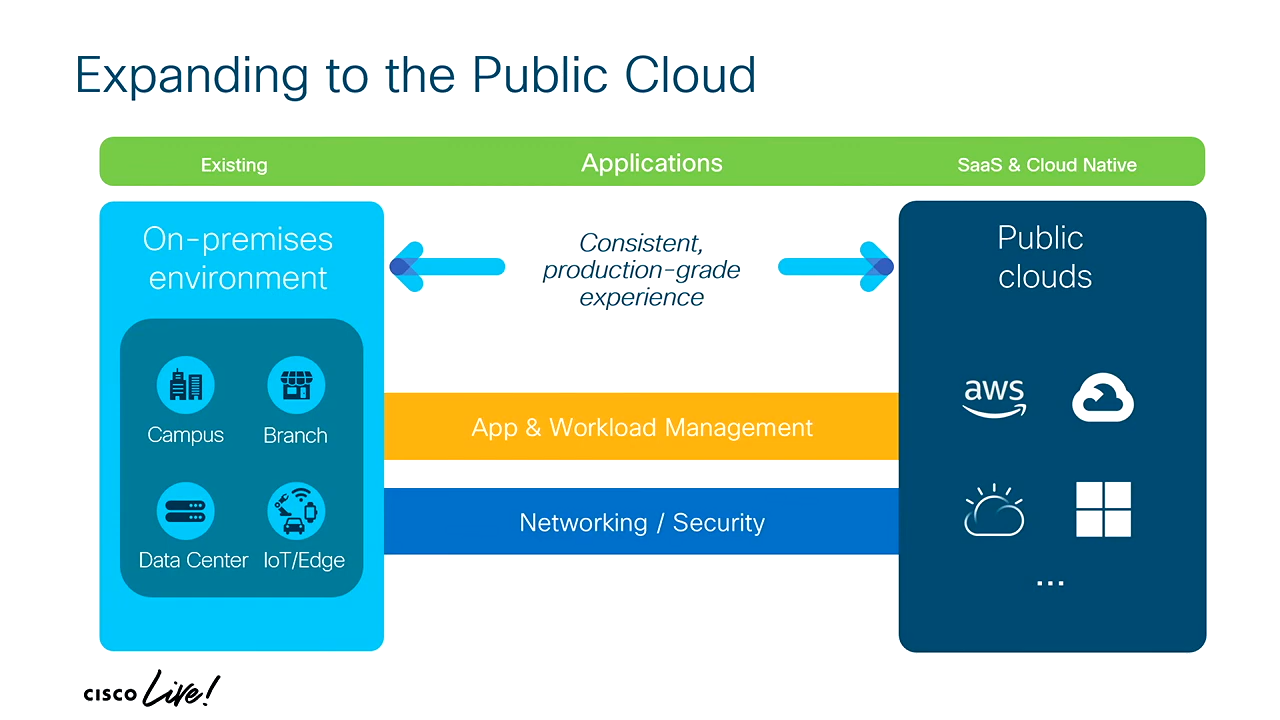 Expanding to the Public Cloud
Existing
Applications
SaaS & Cloud Native
On-premises
environment
Consistent,
production-grade
experience
Public
clouds
Campus
Branch
aws
App & Workload Management
Networking / Security
Data Center
IoT/Edge
...
CISCO Live!